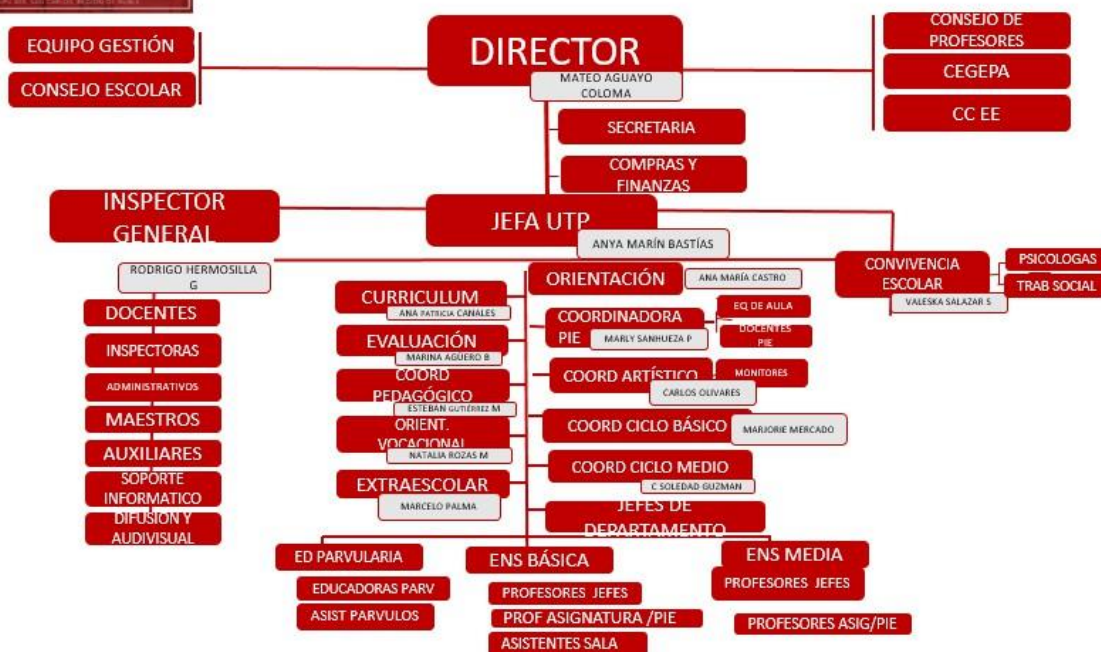 EQUIPO GESTIÓN
CONSEJO ESCOLAR
DIRECTOR
MATEO AGUAYO
COLOMA
CONSEJO DE
PROFESORES
CEGEPA
CC EE
SECRETARIA
COMPRAS Y
FINANZAS
INSPECTOR
GENERAL
RODRIGO HERMOSILLA
G
JEFA UTP
ANYA MARÍN BASTÍAS
CONVIVENCIA
ESCOLAR
VALESKA SALAZAR S
PSICOLOGAS
TRAB SOCIAL
DOCENTES
INSPECTORAS
ADMINISTRATIVOS
MAESTROS
AUXILIARES
SOPORTE
INFORMATICO
DIFUSION Y
AUDIVISUAL
CURRICULUM
ANA PATRICIA CANALES
EVALUACIÓN
MARINA AGÜERO B
COORD
PEDAGÓGICO
ESTEBAN GUTIÉRREZ M
ORIENT.
VOCACIONAL
NATALIA ROZAS M
EXTRAESCOLAR
MARCELO PALMA
ORIENTACIÓN
ANA MARÍA CASTRO
COORDINADORA
PIE
MARLY SANHUEZA P
EQ DE AULA
DOCENTES
PIE
COORD ARTÍSTICO
CARLOS OLIVARES
MONITORES
COORD CICLO BÁSICO
MARJORIE MERCADO
COORD CICLO MEDIO
C SOLEDAD GUZMAN
JEFES DE
DEPARTAMENTO
ED PARVULARIA
EDUCADORAS PARV
ASIST PARVULOS
ENS BÁSICA
PROFESORES JEFES
PROF ASIGNATURA /PIE
ASISTENTES SALA
ENS MEDIA
PROFESORES JEFES
PROFESORES ASIG/PIE